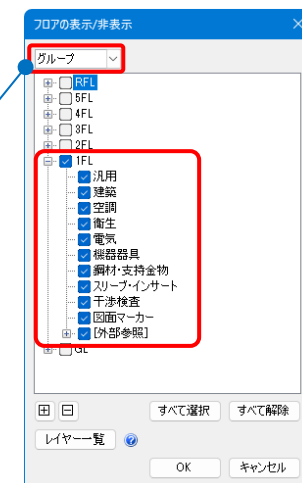 フロアの表示/非表示
グループ
RFL
5FL
4FL
3FL
2FL
1FL
汎用
建築
空調
衛生
電気
機器器具
鋼材・支持金物
スリーブ・インサート
干渉検査
図面マーカー
[外部参照]
GL
すべて選択 すべて解除
レイヤー一覧
OK キャンセル